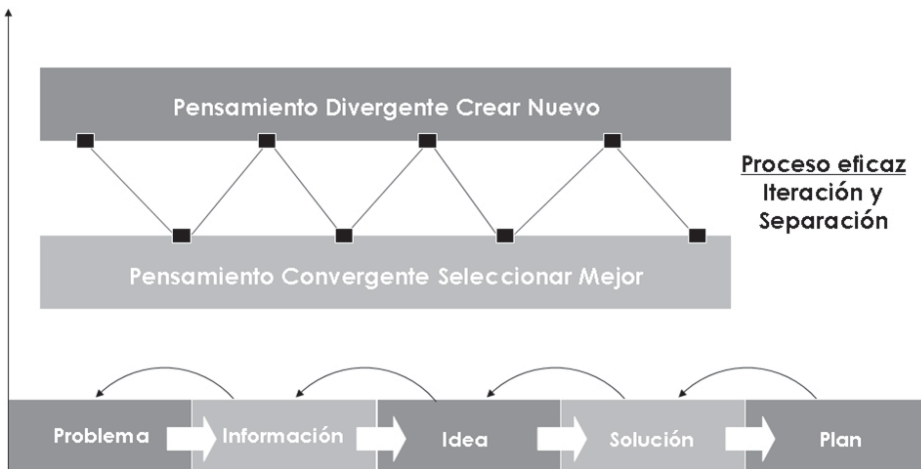 Pensamiento Divergente Crear Nuevo
Proceso eficaz
Iteración y
Separación
Pensamiento Convergente Seleccionar Mejor
Problema
Información
Idea
Solución
Plan